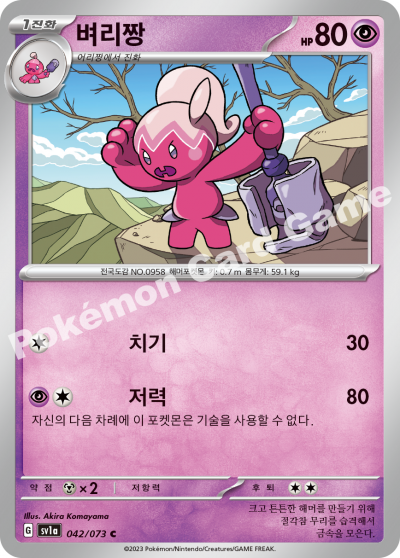 1진화
벼리짱
HP 80
어리짱에서 진화
전국도감 NO.0958 해머포켓몬 키: 0.7 m 몸무게: 59.1 kg
Pokémon Card Game
치기 30
저력 80
자신의 다음 차례에 이 포켓몬은 기술을 사용할 수 없다.
약점 ×2 저항력 후퇴
Illus. Akira Komayama
G sv1a 042/073 C
크고 튼튼한 해머를 만들기 위해
절각참 무리를 습격해서
금속을 모은다.
©2023 Pokémon/Nintendo/Creatures/GAME FREAK.